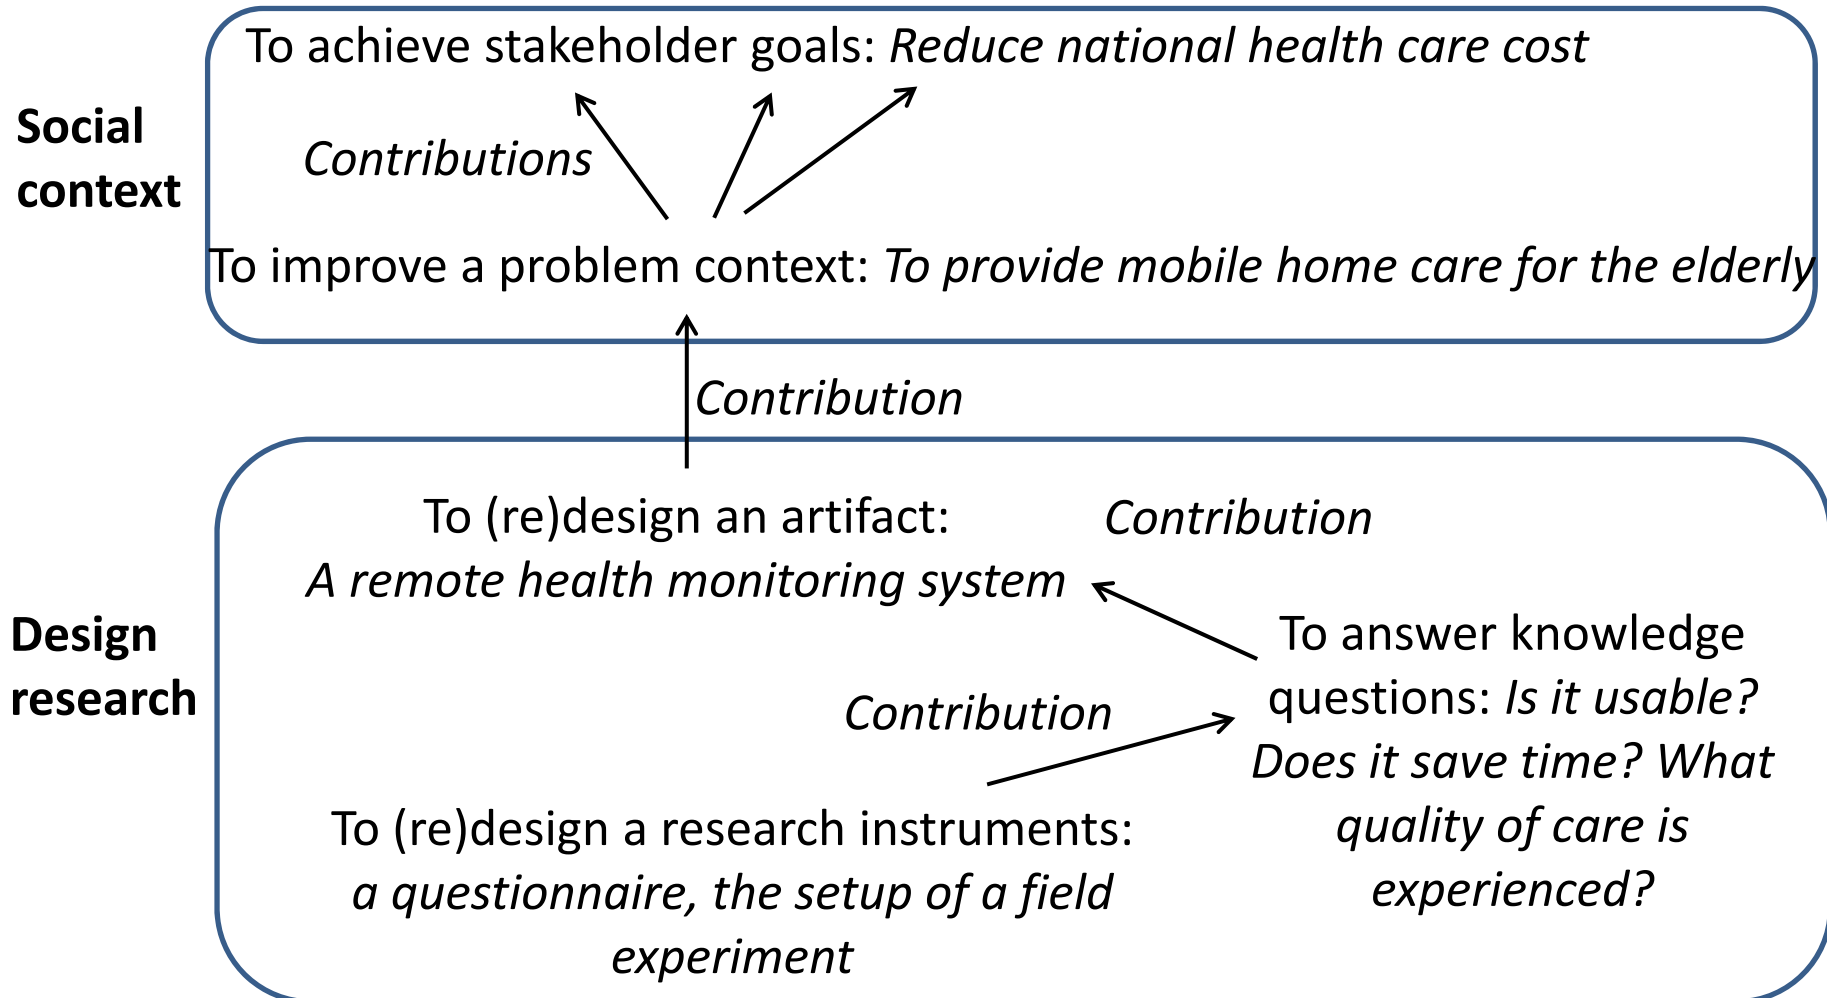 Social
context
To achieve stakeholder goals: Reduce national health care cost
Contributions
To improve a problem context: To provide mobile home care for the elderly
Contribution
Design
research
To (re)design an artifact:
A remote health monitoring system
Contribution
To answer knowledge
questions: Is it usable?
Does it save time? What
quality of care is
experienced?
Contribution
To (re)design a research instruments:
a questionnaire, the setup of a field
experiment